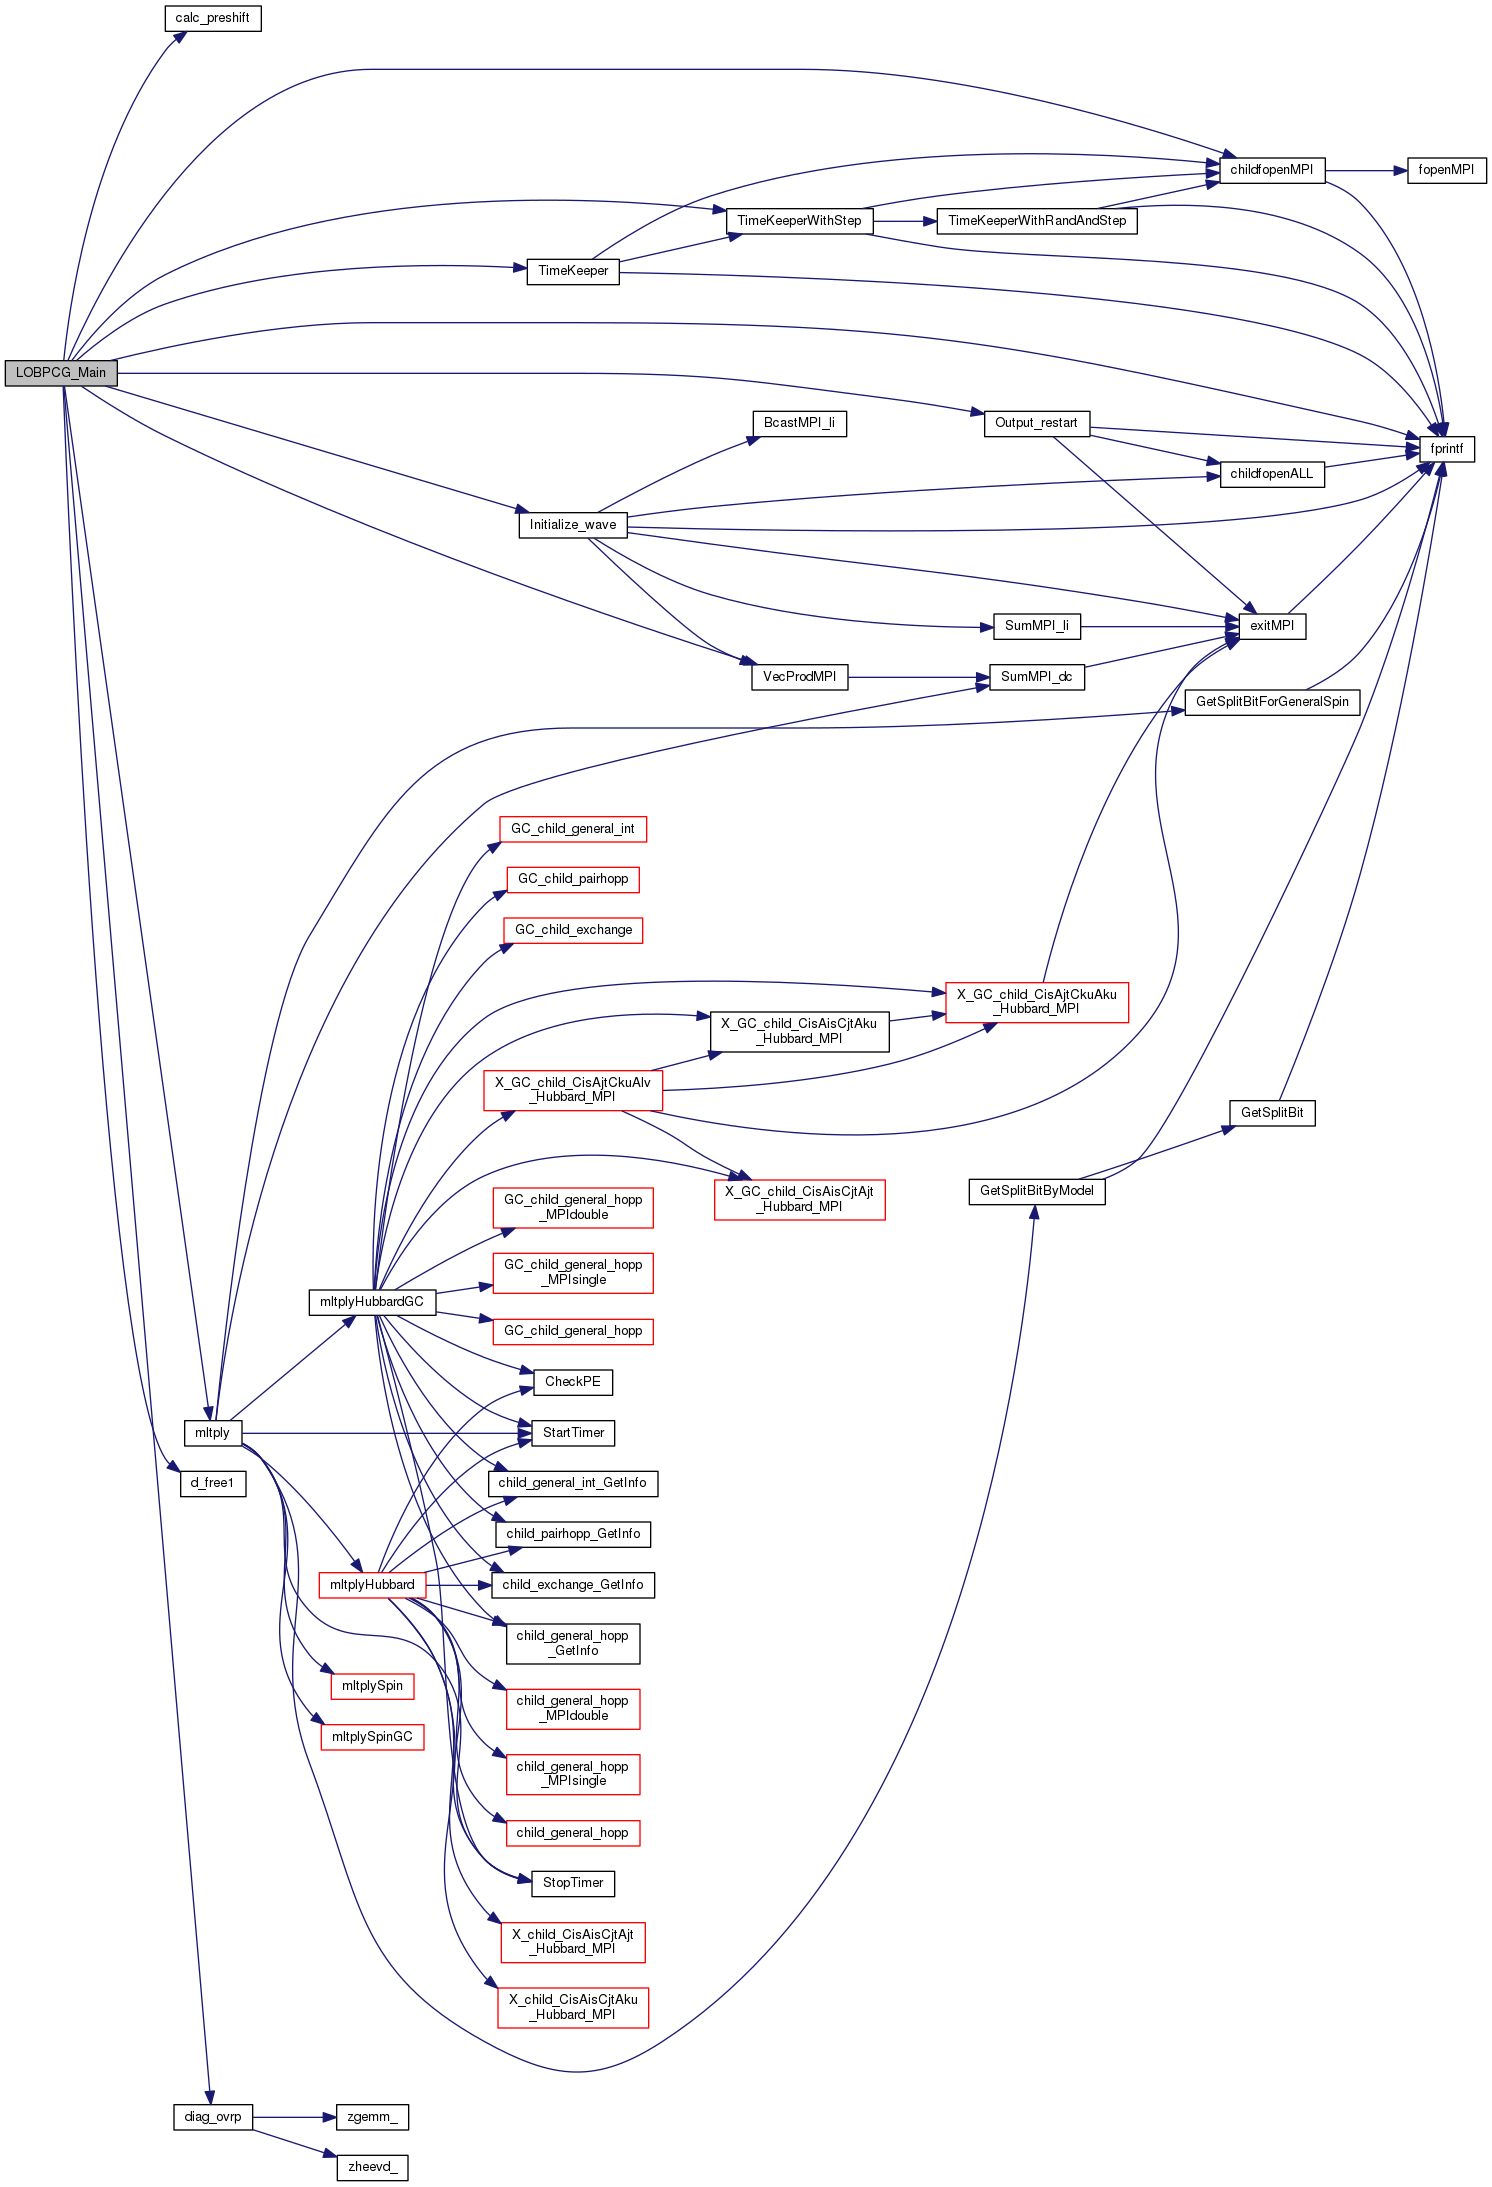 calc_preshift
childfopenMPI
fopenMPI
TimeKeeperWithStep
TimeKeeperWithRandAndStep
TimeKeeper
LOBPCG_Main
BcastMPI_li
Output_restart
fprintf
childfopenALL
Initialize_wave
SumMPI_li
exitMPI
VecProdMPI
SumMPI_dc
GetSplitBitForGeneralSpin
GC_child_general_int
GC_child_pairhopp
GC_child_exchange
X_GC_child_CisAjtCkuAku
_Hubbard_MPI
X_GC_child_CisAisCjtAku
_Hubbard_MPI
X_GC_child_CisAjtCkuAlv
_Hubbard_MPI
GetSplitBit
GetSplitBitByModel
X_GC_child_CisAisCjtAjt
_Hubbard_MPI
GC_child_general_hopp
_MPIdouble
GC_child_general_hopp
_MPIsingle
mltplyHubbardGC
GC_child_general_hopp
CheckPE
mltply
StartTimer
d_free1
child_general_int_GetInfo
child_pairhopp_GetInfo
mltplyHubbard
child_exchange_GetInfo
child_general_hopp
_GetInfo
mltplySpin
child_general_hopp
_MPIdouble
mltplySpinGC
child_general_hopp
_MPIsingle
child_general_hopp
StopTimer
X_child_CisAisCjtAjt
_Hubbard_MPI
X_child_CisAisCjtAku
_Hubbard_MPI
diag_ovrp
zgemm_
zheevd_